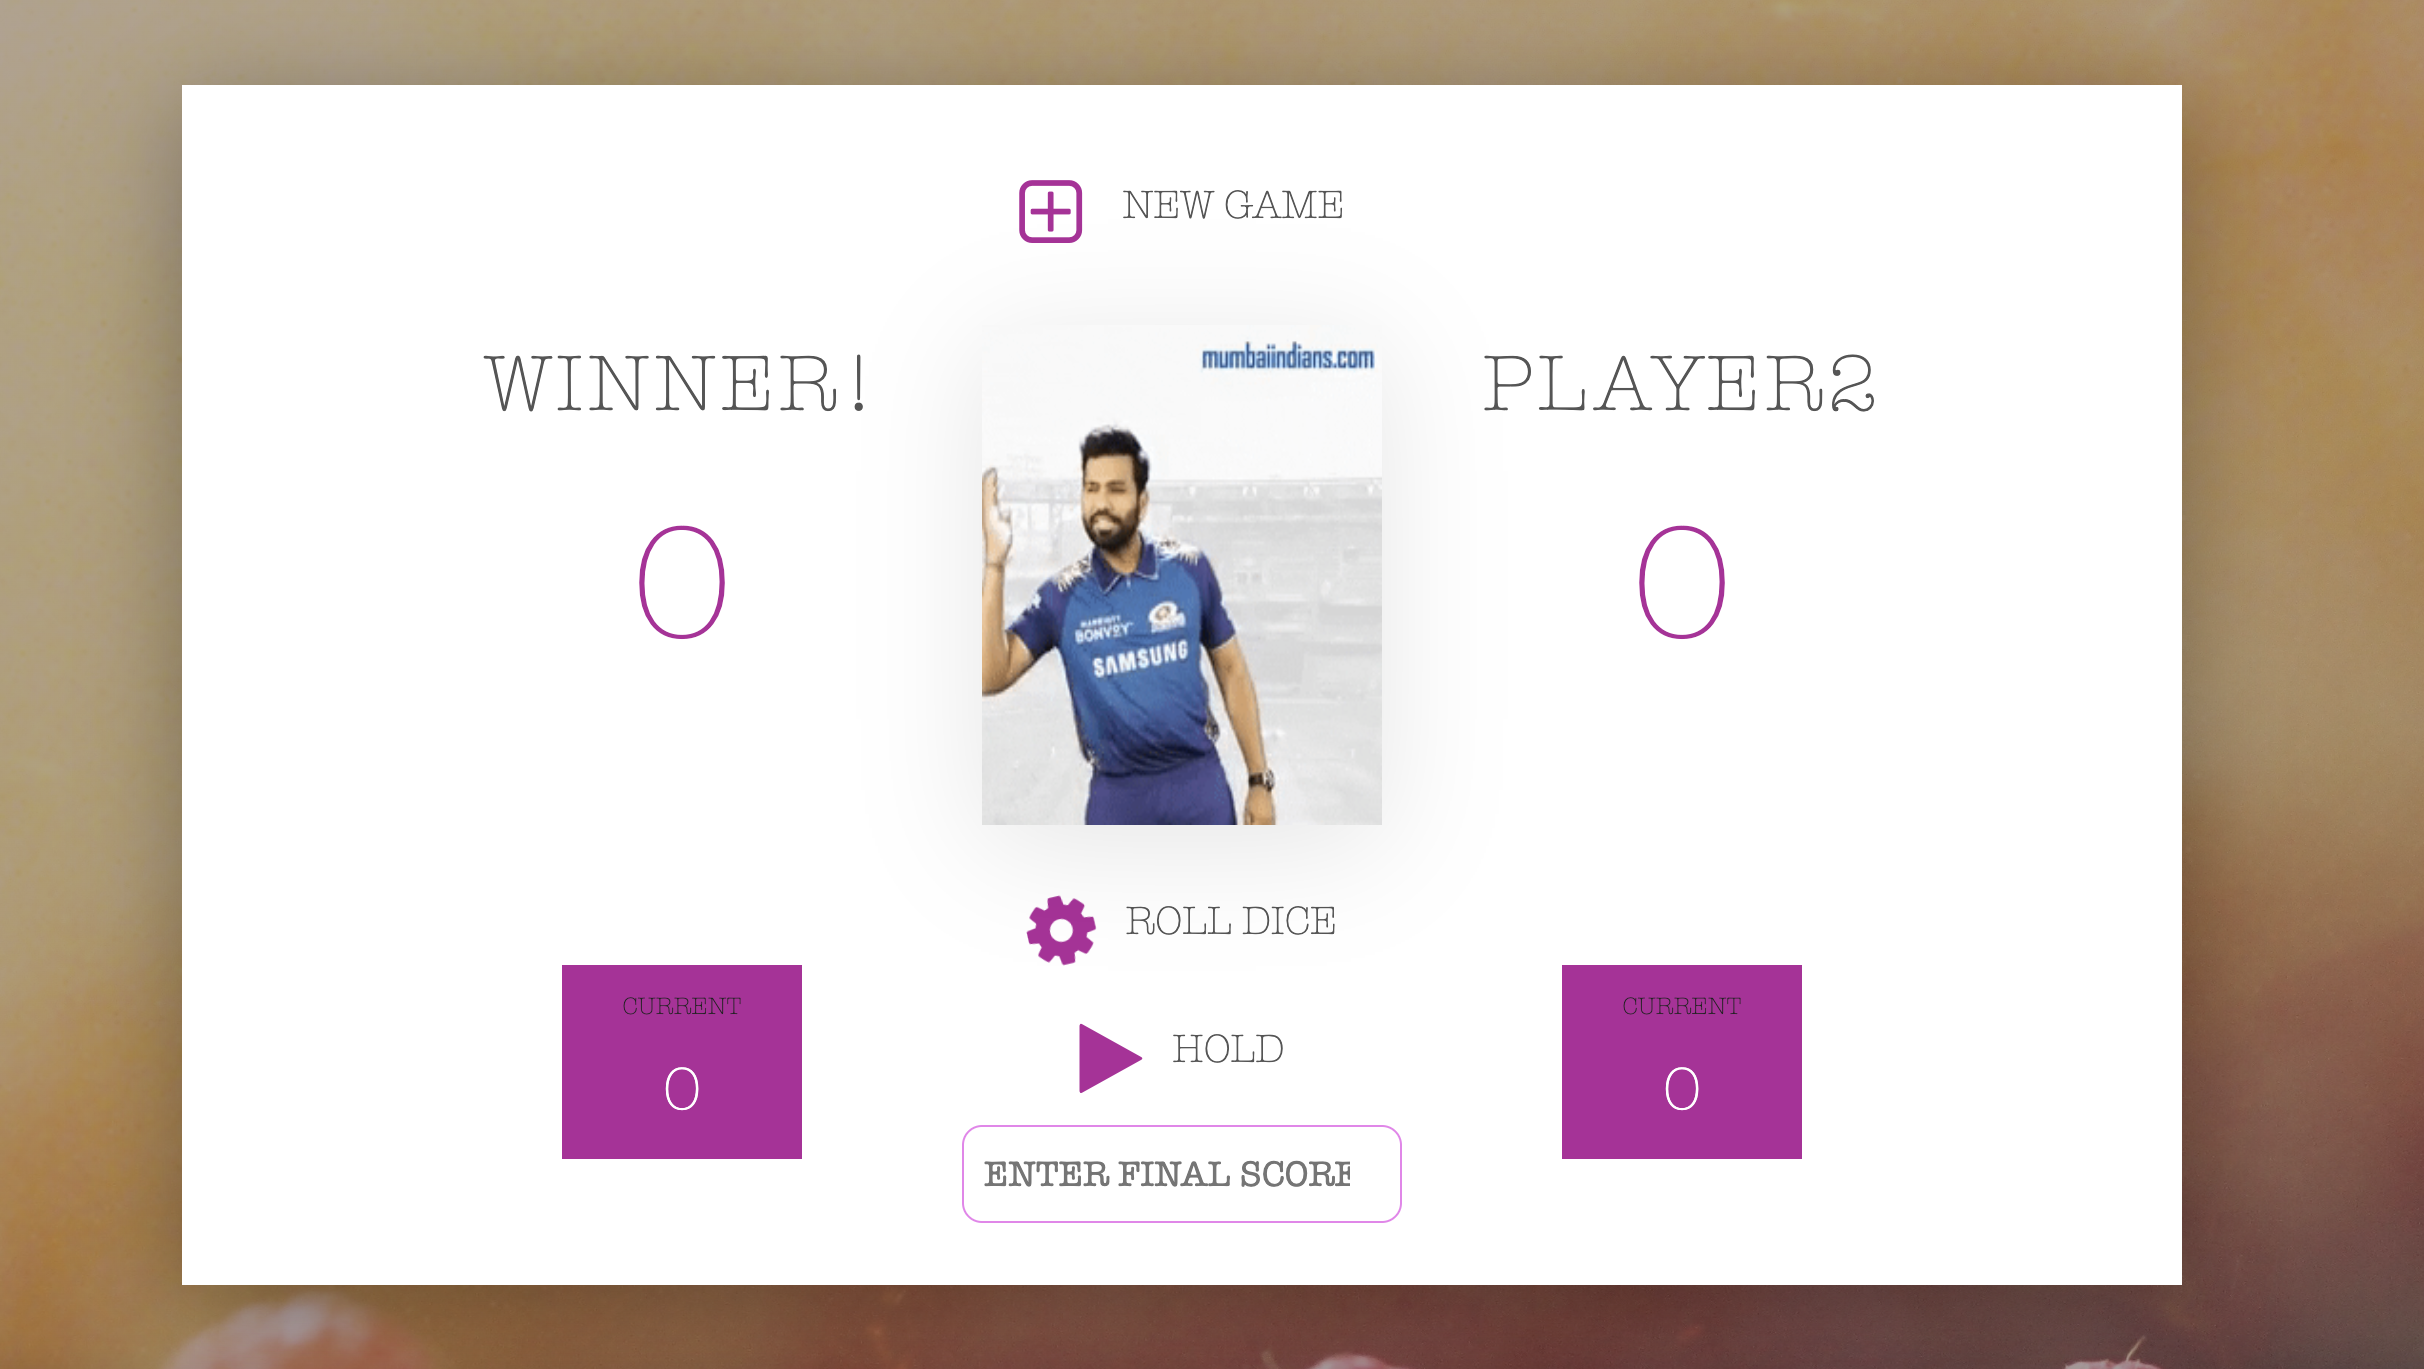 NEW GAME
WINNER!
0
mumbaiindians.com
MARRIOTT
BONVOY
SAMSUNG
PLAYER2
0
ROLL DICE
CURRENT
0
HOLD
CURRENT
0
ENTER FINAL SCORE